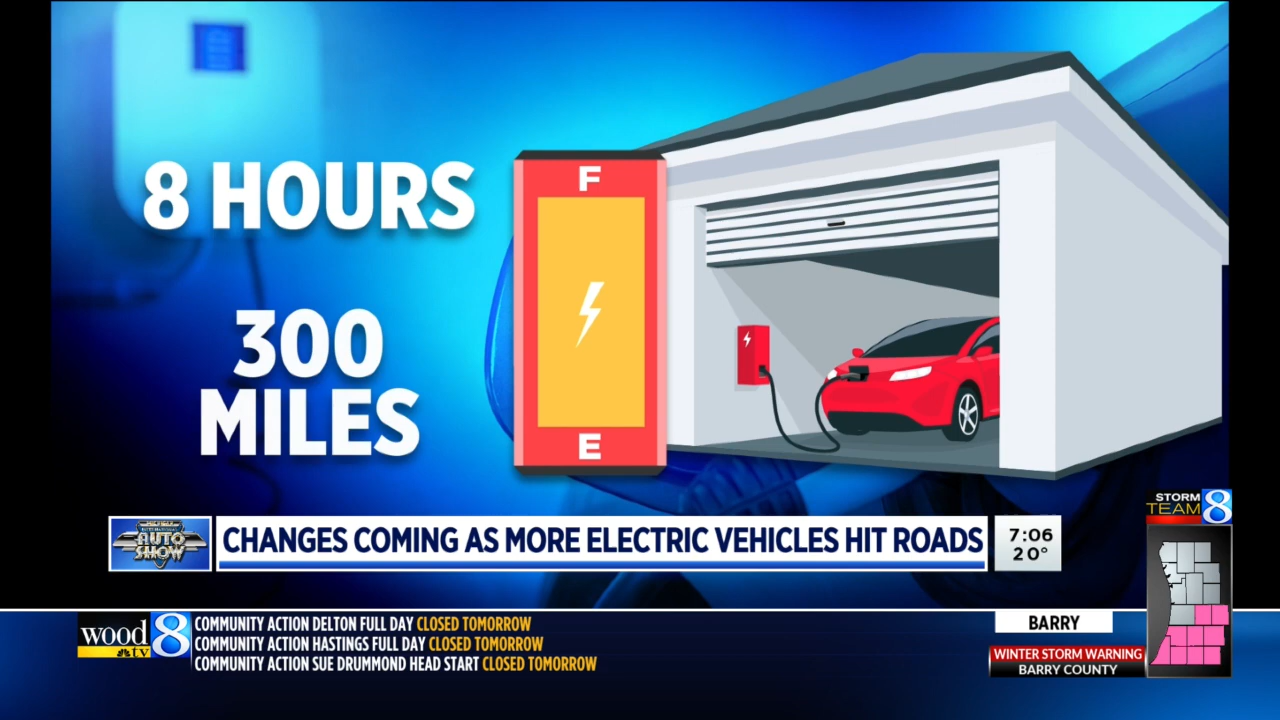 8 HOURS
300
MILES
F
E
AUTO
SHOW
CHANGES COMING AS MORE ELECTRIC VEHICLES HIT ROADS
7:06
20°
STORM
TEAM 8
wood 8
tv
COMMUNITY ACTION DELTON FULL DAY CLOSED TOMORROW
COMMUNITY ACTION HASTINGS FULL DAY CLOSED TOMORROW
COMMUNITY ACTION SUE DRUMMOND HEAD START CLOSED TOMORROW
BARRY
WINTER STORM WARNING
BARRY COUNTY